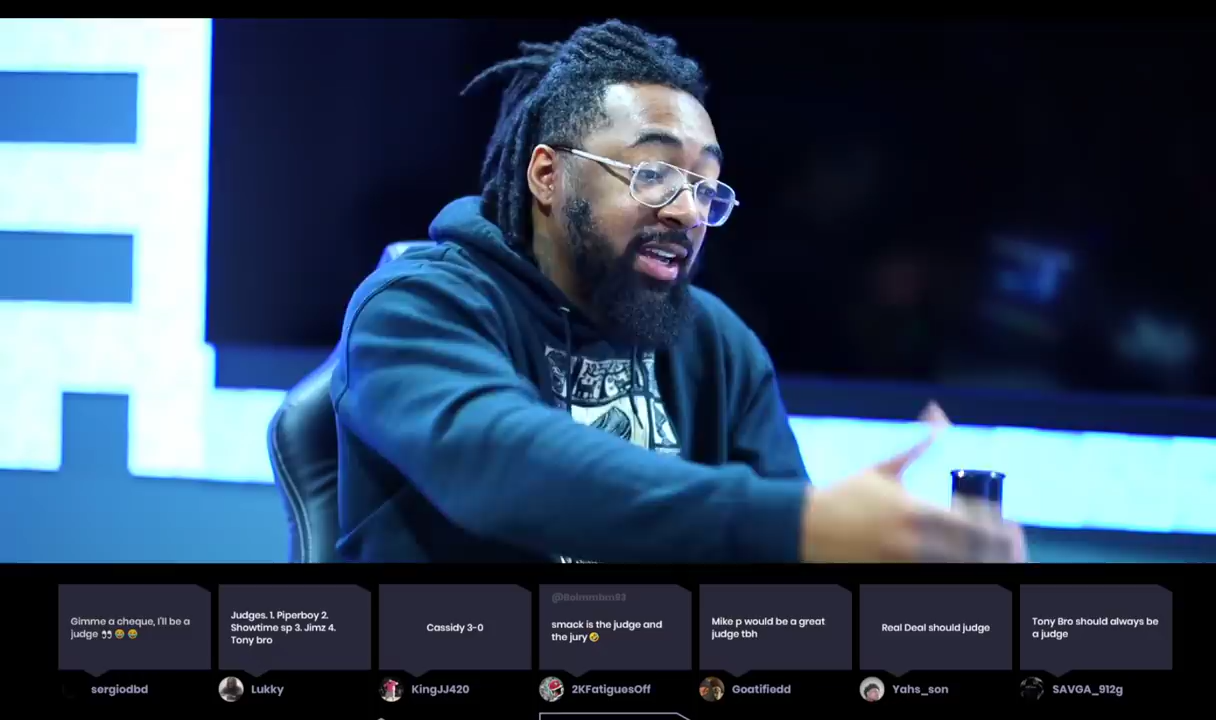 Gimme a cheque, I'll be a
judge 👀 😂 😂
sergiodbd
Judges. 1. Piperboy 2.
Showtime sp 3. Jimz 4.
Tony bro
Lukky
Cassidy 3-0
KingJJ420
smack is the judge and
the jury 🤣
2KFatiguesOff
Mike p would be a great
judge tbh
Goatifiedd
Real Deal should judge
Yahs_son
Tony Bro should always be
a judge
SAVGA_912g